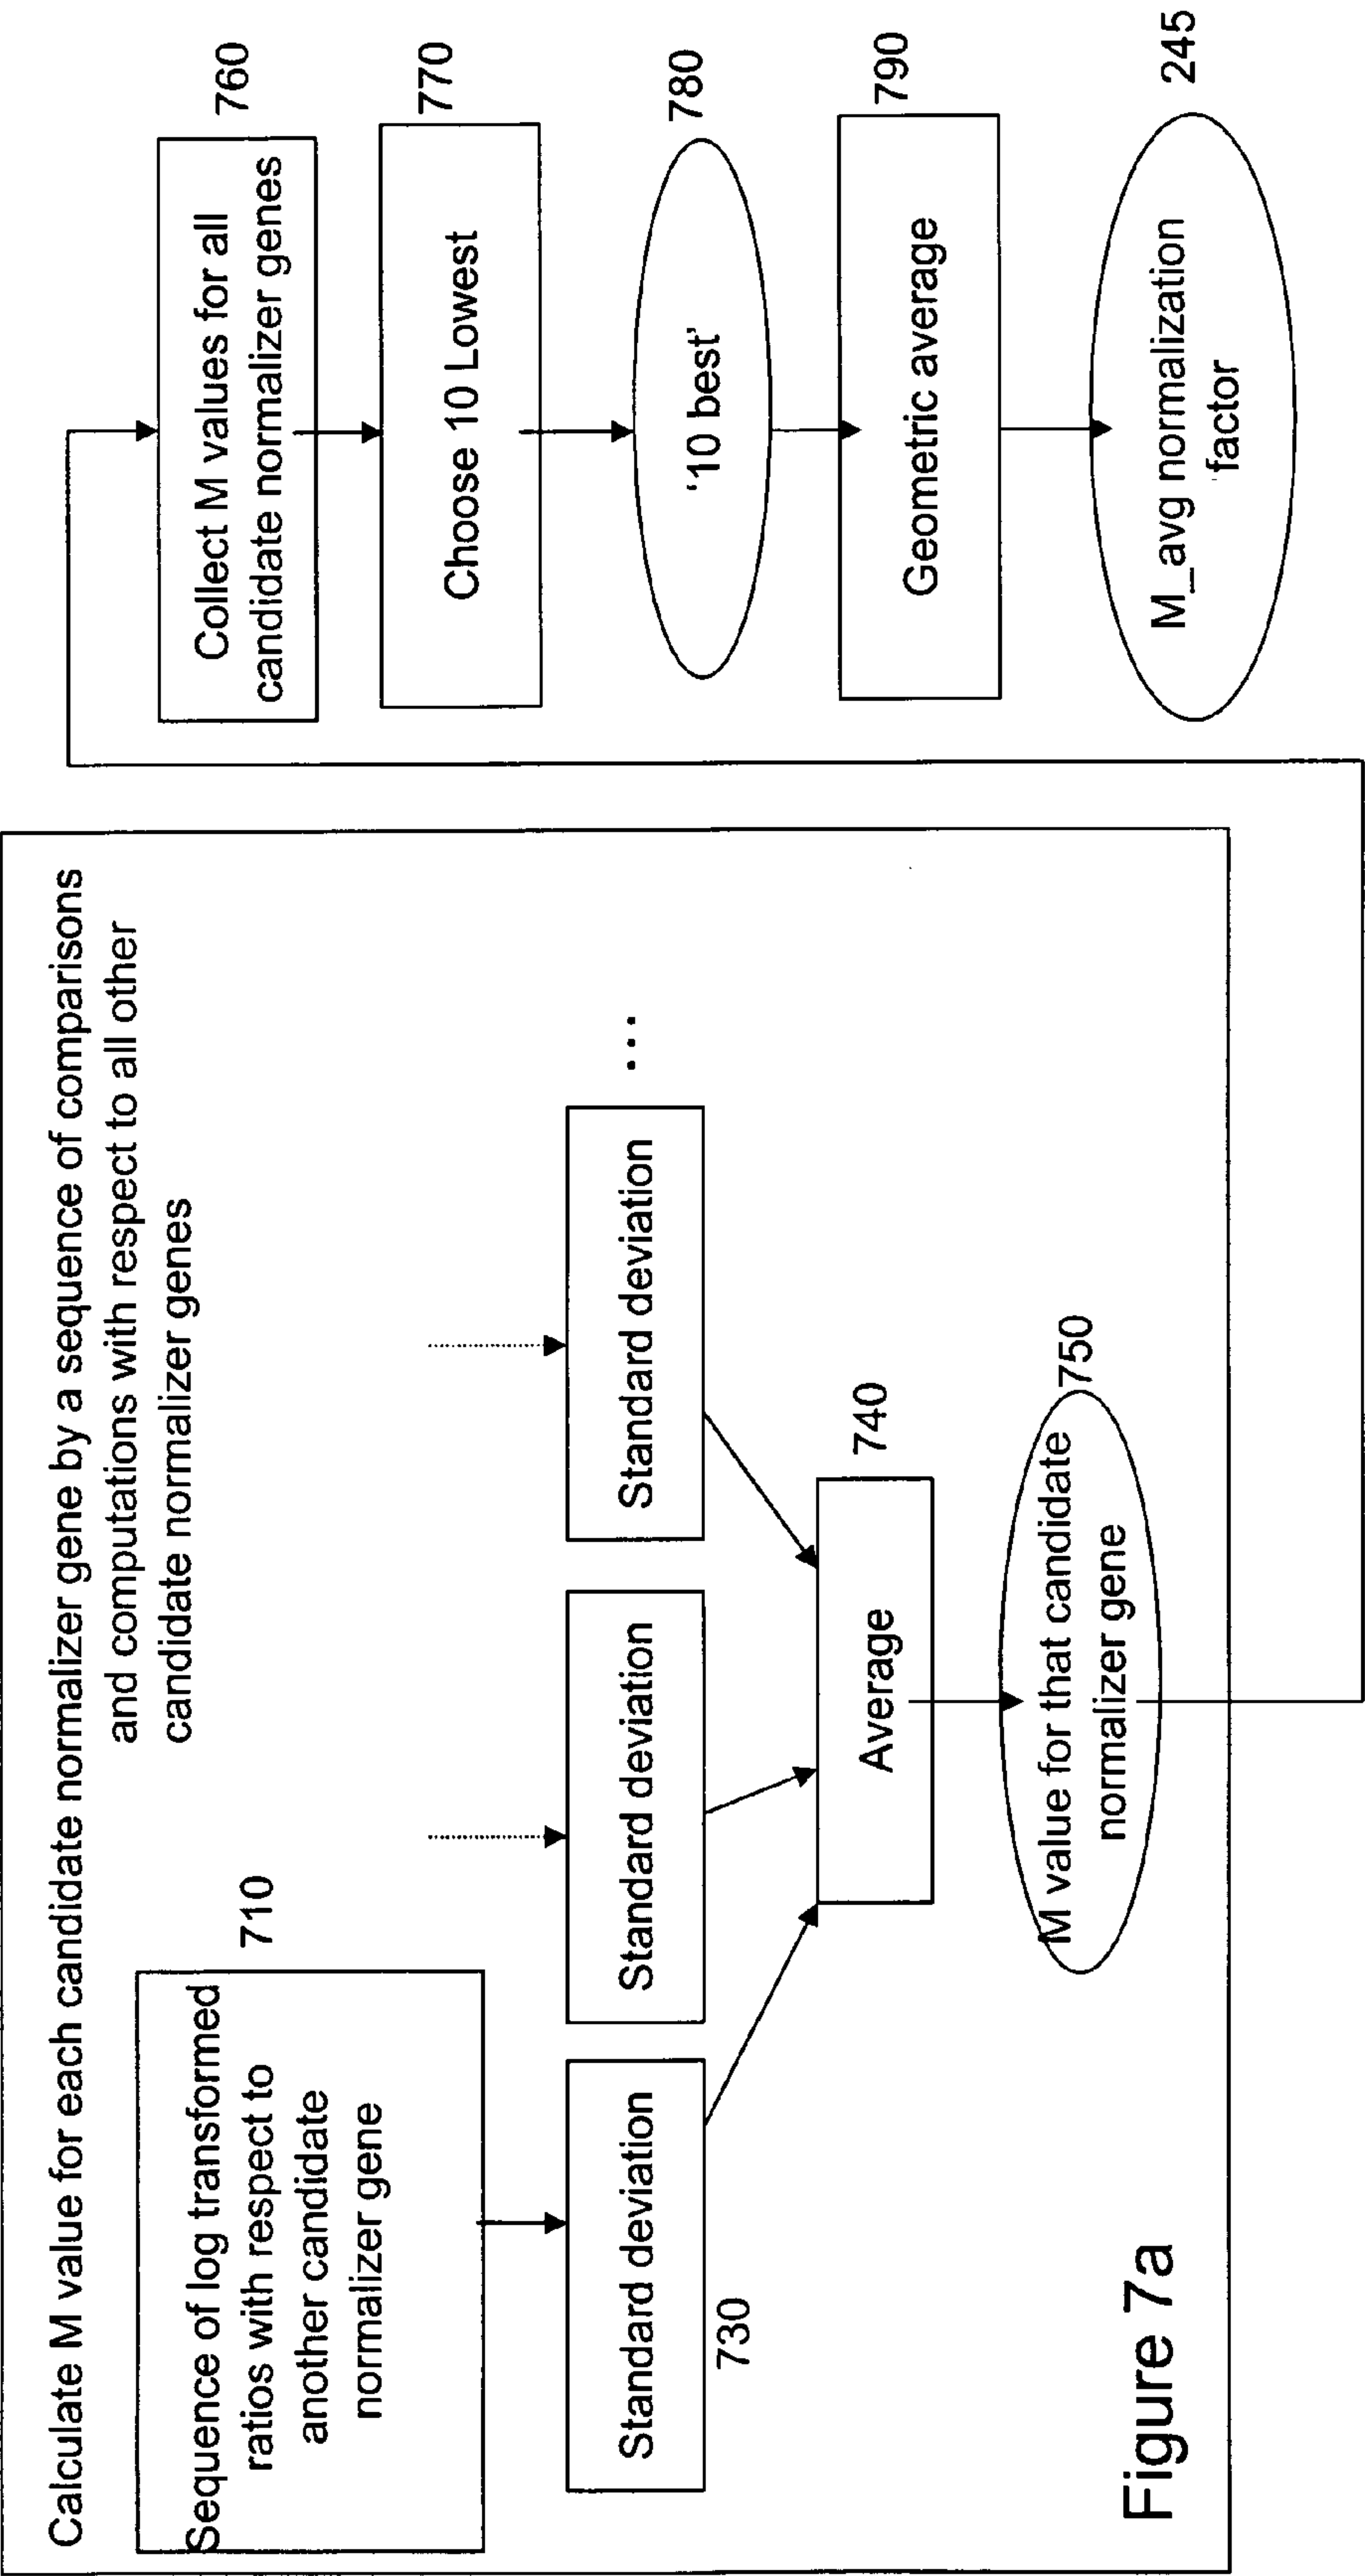 Calculate M value for each candidate normalizer gene by a sequence of comparisons
and computations with respect to all other
candidate normalizer genes
Sequence of log transformed
ratios with respect to
another candidate
normalizer gene
710
Standard deviation
730
Standard deviation
Standard deviation
...
Average
740
M value for that candidate
normalizer gene
750
Collect M values for all
candidate normalizer genes
760
Choose 10 Lowest
770
'10 best'
780
Geometric average
790
M_avg normalization
factor
245
Figure 7a